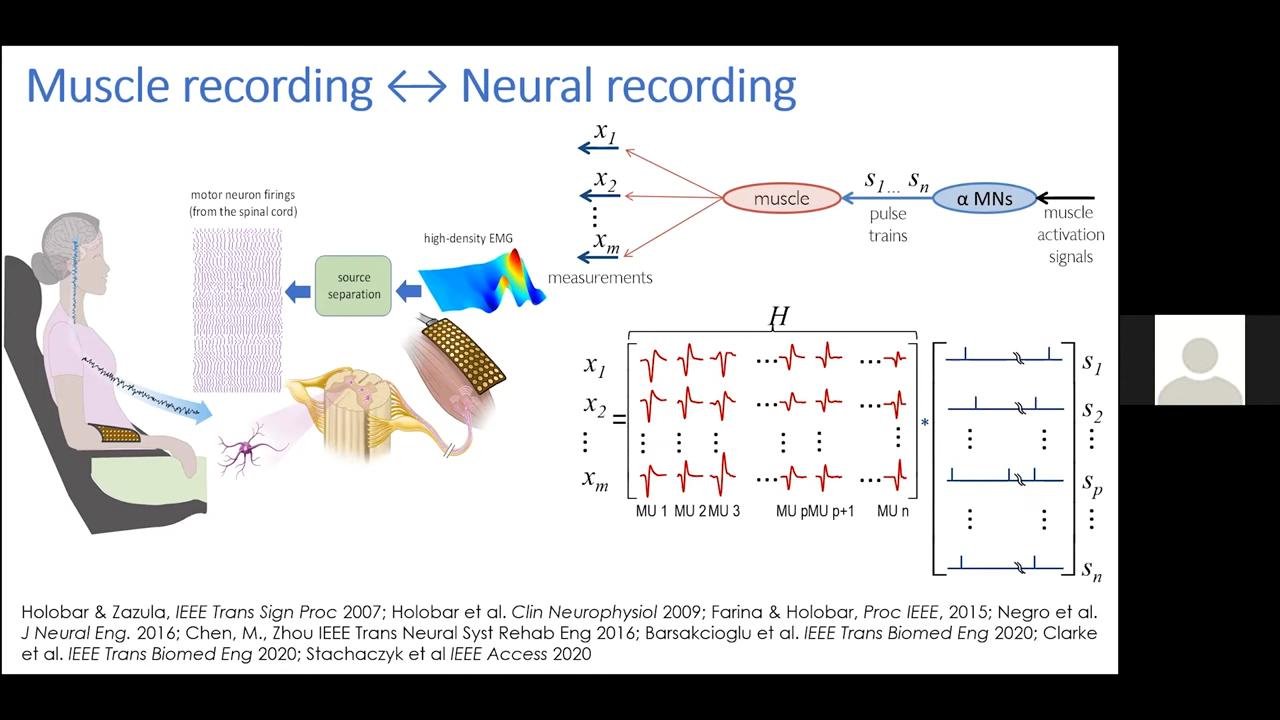 Muscle recording ↔ Neural recording
motor neuron firings
(from the spinal cord)
source
separation
high-density EMG
x1
x2
⋮
xm
measurements
muscle
s1... sn
pulse
trains
α MNs
muscle
activation
signals
H
x1
x2
⋮
xm
=
MU 1 MU 2 MU 3 MU p MU p+1 MU n
*
s1
s2
⋮
sp
⋮
sn
Holobar & Zazula, IEEE Trans Sign Proc 2007; Holobar et al. Clin Neurophysiol 2009; Farina & Holobar, Proc IEEE, 2015; Negro et al.
J Neural Eng. 2016; Chen, M., Zhou IEEE Trans Neural Syst Rehab Eng 2016; Barsakcioglu et al. IEEE Trans Biomed Eng 2020; Clarke
et al. IEEE Trans Biomed Eng 2020; Stachaczyk et al IEEE Access 2020